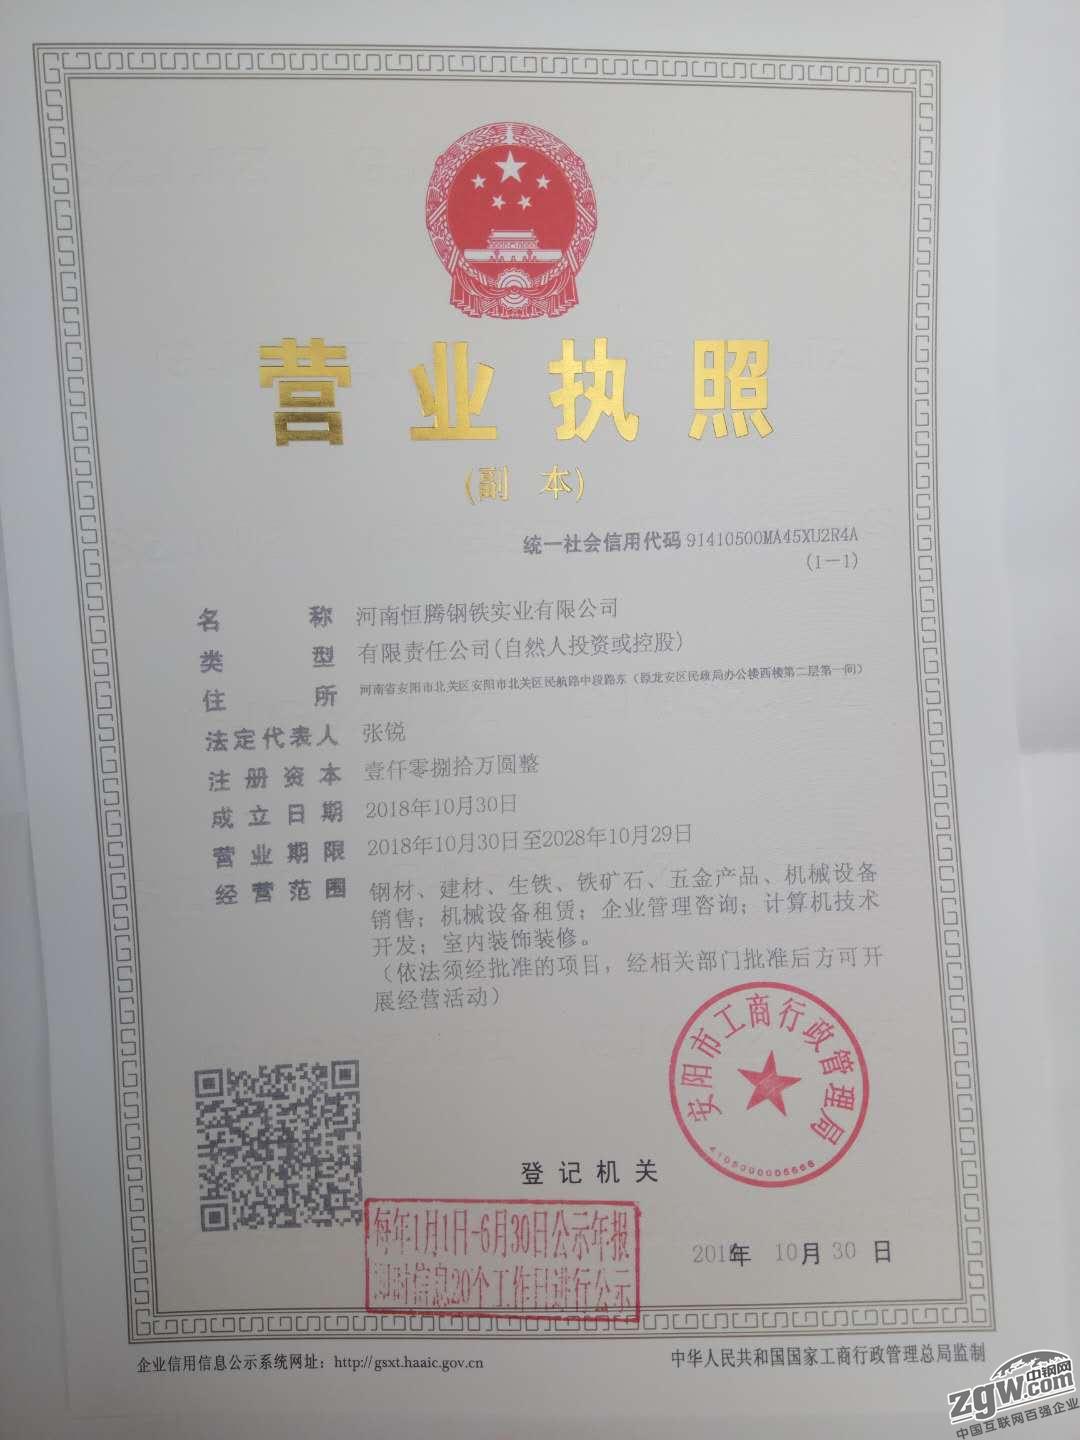 营业执照
(副 本)
统一社会信用代码 91410500MA45XU2R4A
(1-1)
名 称 河南恒腾钢铁实业有限公司
类 型 有限责任公司(自然人投资或控股)
住 所 河南省安阳市北关区安阳市北关区民航路中段路东（原龙安区民政局办公楼西楼第二层第一间）
法定代表人 张锐
注册资本 壹仟零捌拾万圆整
成立日期 2018年10月30日
营业期限 2018年10月30日至2028年10月29日
经营范围 钢材、建材、生铁、铁矿石、五金产品、机械设备
销售；机械设备租赁；企业管理咨询；计算机技术
开发；室内装饰装修。
（依法须经批准的项目，经相关部门批准后方可开
展经营活动）
安阳市工商行政管理局
登记机关
每年1月1日-6月30日公示年报
即时信息20个工作日进行公示
2018年 10月 30 日
企业信用信息公示系统网址：http://gsxt.haaic.gov.cn
中华人民共和国国家工商行政管理总局监制
中钢网
zgw.com
中国互联网百强企业